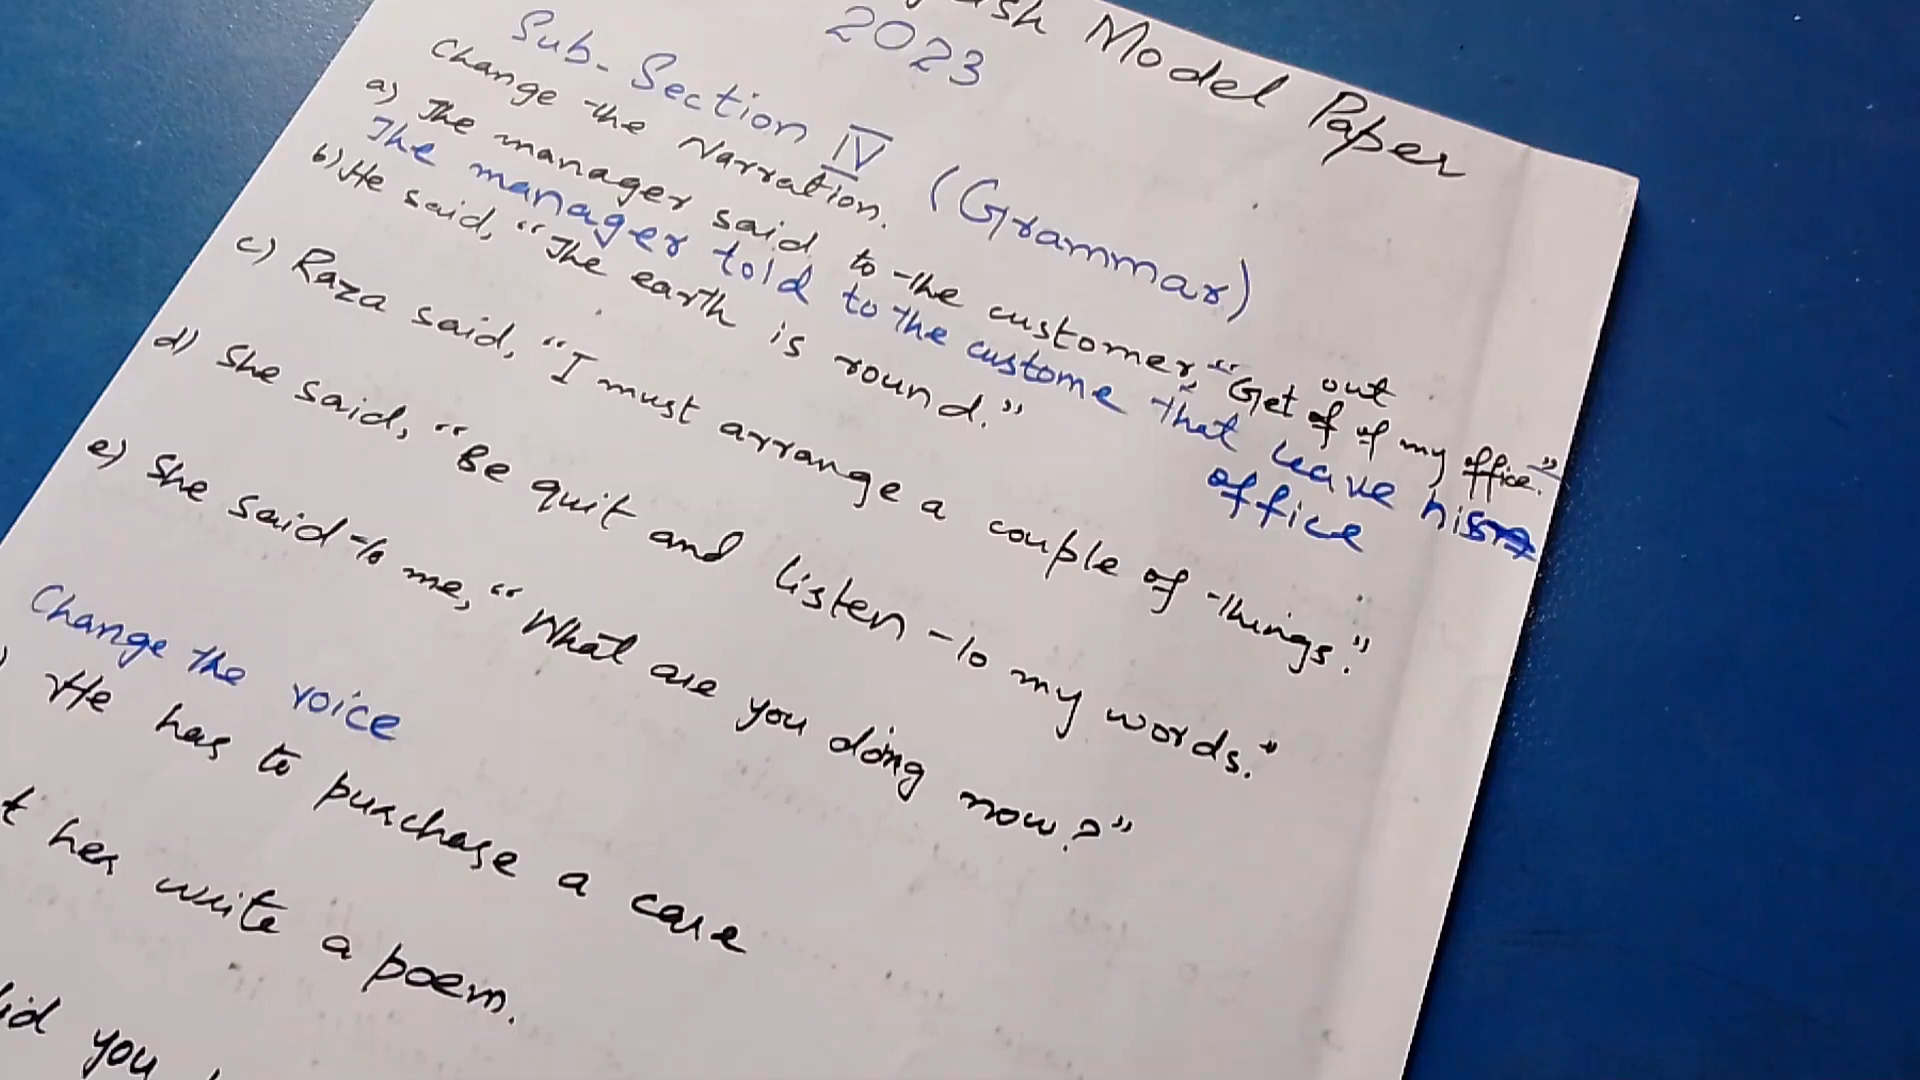 Model Paper
2023
Sub-Section IV (Grammar)
Change the Narration.
a) The manager said to the customer, "Get out of my office."
The manager told to the custome that leave his office
b) He said, "The earth is round."
c) Raza said, "I must arrange a couple of things."
d) She said, "Be quit and listen to my words."
e) She said to me, "What are you doing now?"
Change the voice
He has to purchase a care
her write a poem.
you